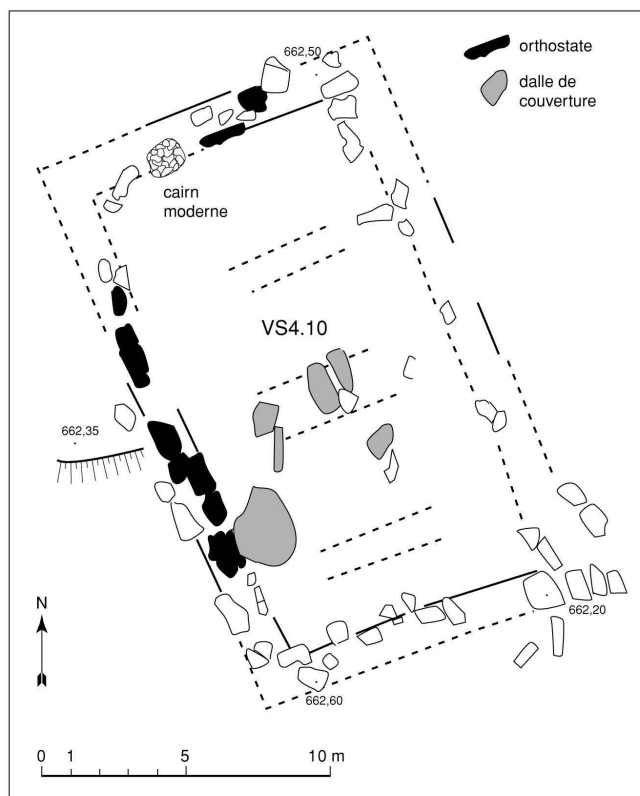 662,50
orthostate
dalle de
couverture
cairn
moderne
VS4.10
662,35
N
662,20
662,60
0 1 5 10 m